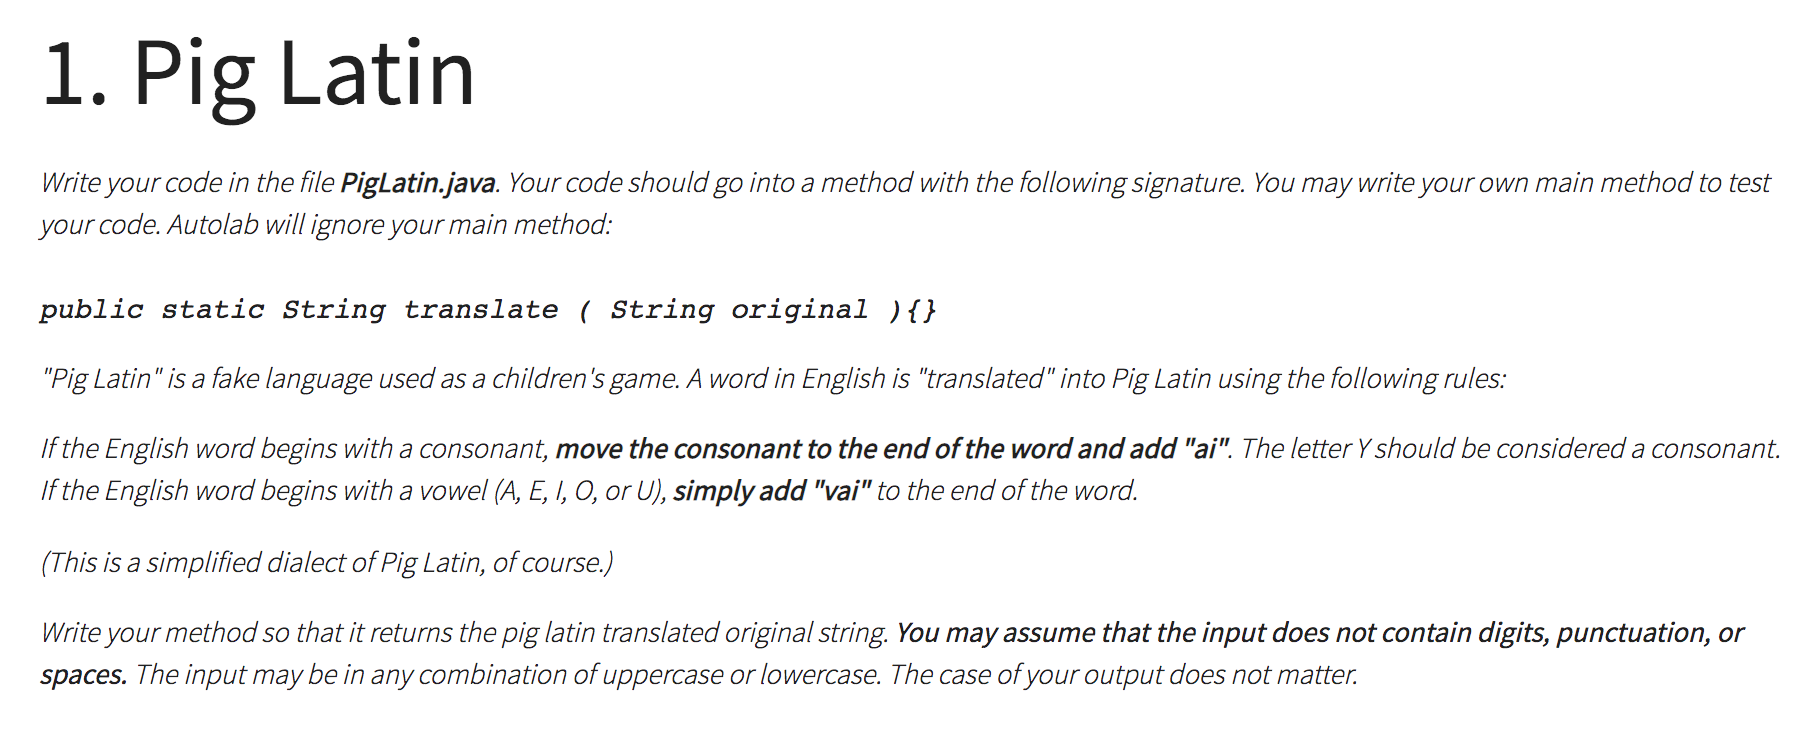 1. Pig Latin
Write your code in the file PigLatin.java. Your code should go into a method with the following signature. You may write your own main method to test
your code. Autolab will ignore your main method:
public static String translate ( String original ){}
"Pig Latin" is a fake language used as a children's game. A word in English is "translated" into Pig Latin using the following rules:
If the English word begins with a consonant, move the consonant to the end of the word and add "ai". The letter Y should be considered a consonant.
If the English word begins with a vowel (A, E, I, O, or U), simply add "vai" to the end of the word.
(This is a simplified dialect of Pig Latin, of course.)
Write your method so that it returns the pig latin translated original string. You may assume that the input does not contain digits, punctuation, or
spaces. The input may be in any combination of uppercase or lowercase. The case of your output does not matter.